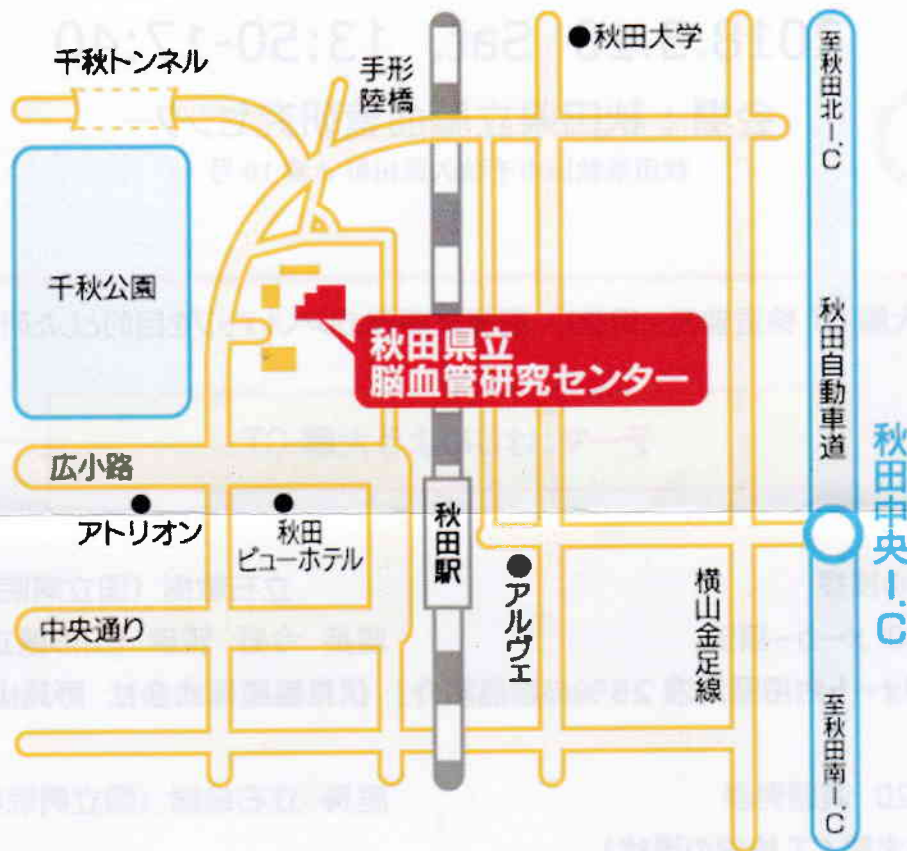 千秋トンネル
手形
陸橋
●秋田大学
至秋田北I.C
千秋公園
秋田県立
脳血管研究センター
秋田自動車道
広小路
アトリオン
秋田
ビューホテル
秋田駅
アルヴェ
秋田中央I.C
横山金足線
中央通り
至秋田南I.C